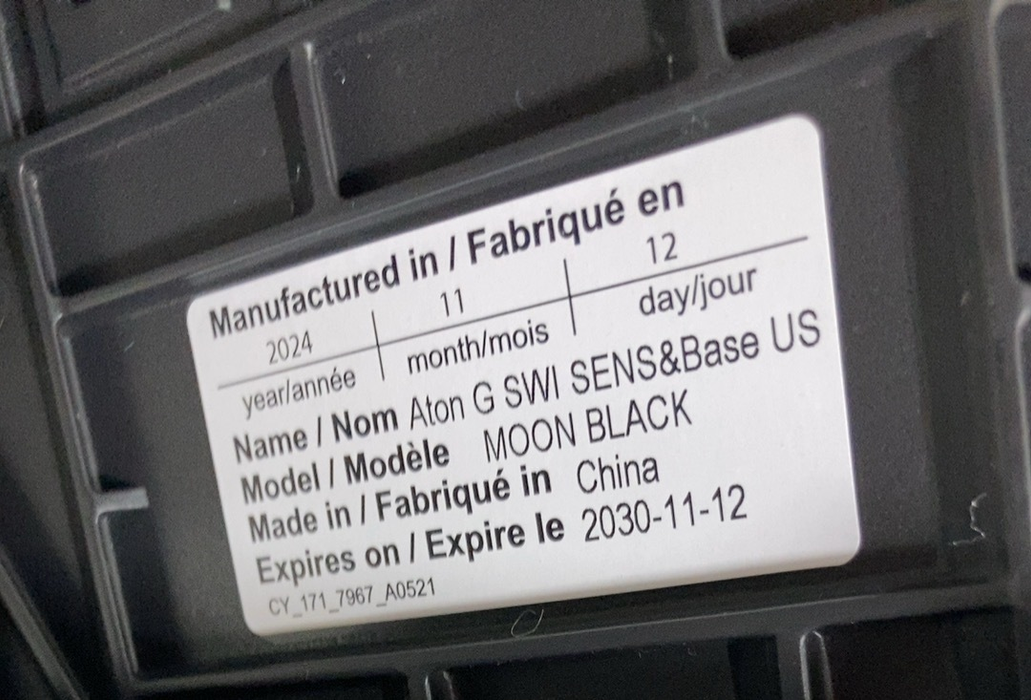 Manufactured in / Fabriqué en
2024 11 12
year/année month/mois day/jour
Name / Nom Aton G SWI SENS&Base US
Model / Modèle MOON BLACK
Made in / Fabriqué in China
Expires on / Expire le 2030-11-12
CY_171_7967_A0521